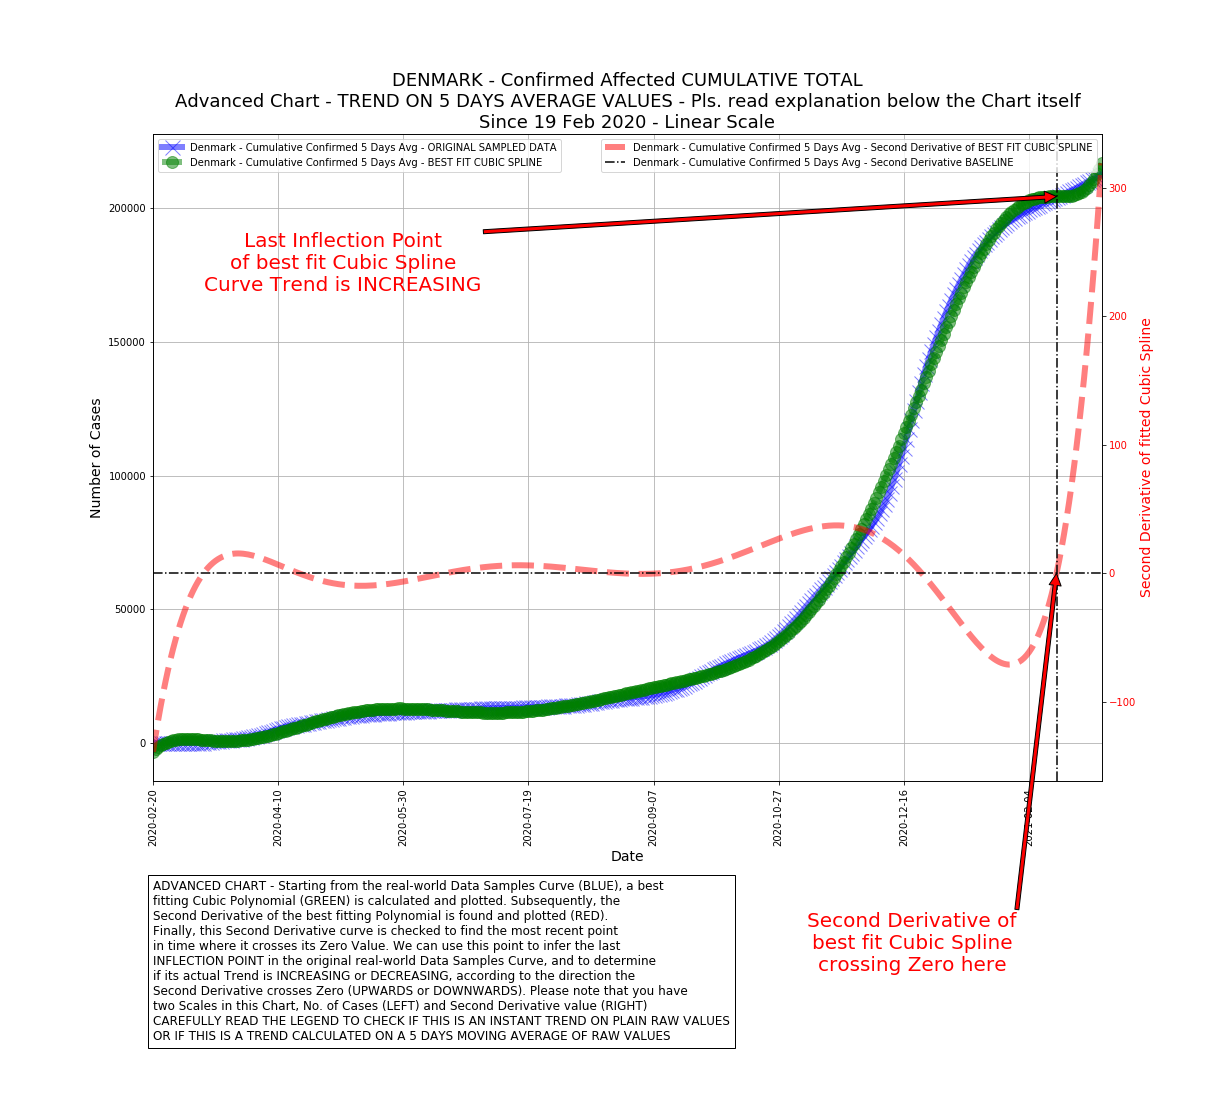 DENMARK - Confirmed Affected CUMULATIVE TOTAL
Advanced Chart - TREND ON 5 DAYS AVERAGE VALUES - Pls. read explanation below the Chart itself
Since 19 Feb 2020 - Linear Scale
Denmark - Cumulative Confirmed 5 Days Avg - ORIGINAL SAMPLED DATA
Denmark - Cumulative Confirmed 5 Days Avg - BEST FIT CUBIC SPLINE
Denmark - Cumulative Confirmed 5 Days Avg - Second Derivative of BEST FIT CUBIC SPLINE
Denmark - Cumulative Confirmed 5 Days Avg - Second Derivative BASELINE
Last Inflection Point
of best fit Cubic Spline
Curve Trend is INCREASING
Number of Cases
200000
150000
100000
50000
0
300
200
100
0
−100
Second Derivative of fitted Cubic Spline
2020-02-20
2020-04-10
2020-05-30
2020-07-19
2020-09-07
2020-10-27
2020-12-16
2021-02-04
Date
ADVANCED CHART - Starting from the real-world Data Samples Curve (BLUE), a best
fitting Cubic Polynomial (GREEN) is calculated and plotted. Subsequently, the
Second Derivative of the best fitting Polynomial is found and plotted (RED).
Finally, this Second Derivative curve is checked to find the most recent point
in time where it crosses its Zero Value. We can use this point to infer the last
INFLECTION POINT in the original real-world Data Samples Curve, and to determine
if its actual Trend is INCREASING or DECREASING, according to the direction the
Second Derivative crosses Zero (UPWARDS or DOWNWARDS). Please note that you have
two Scales in this Chart, No. of Cases (LEFT) and Second Derivative value (RIGHT)
CAREFULLY READ THE LEGEND TO CHECK IF THIS IS AN INSTANT TREND ON PLAIN RAW VALUES
OR IF THIS IS A TREND CALCULATED ON A 5 DAYS MOVING AVERAGE OF RAW VALUES
Second Derivative of
best fit Cubic Spline
crossing Zero here